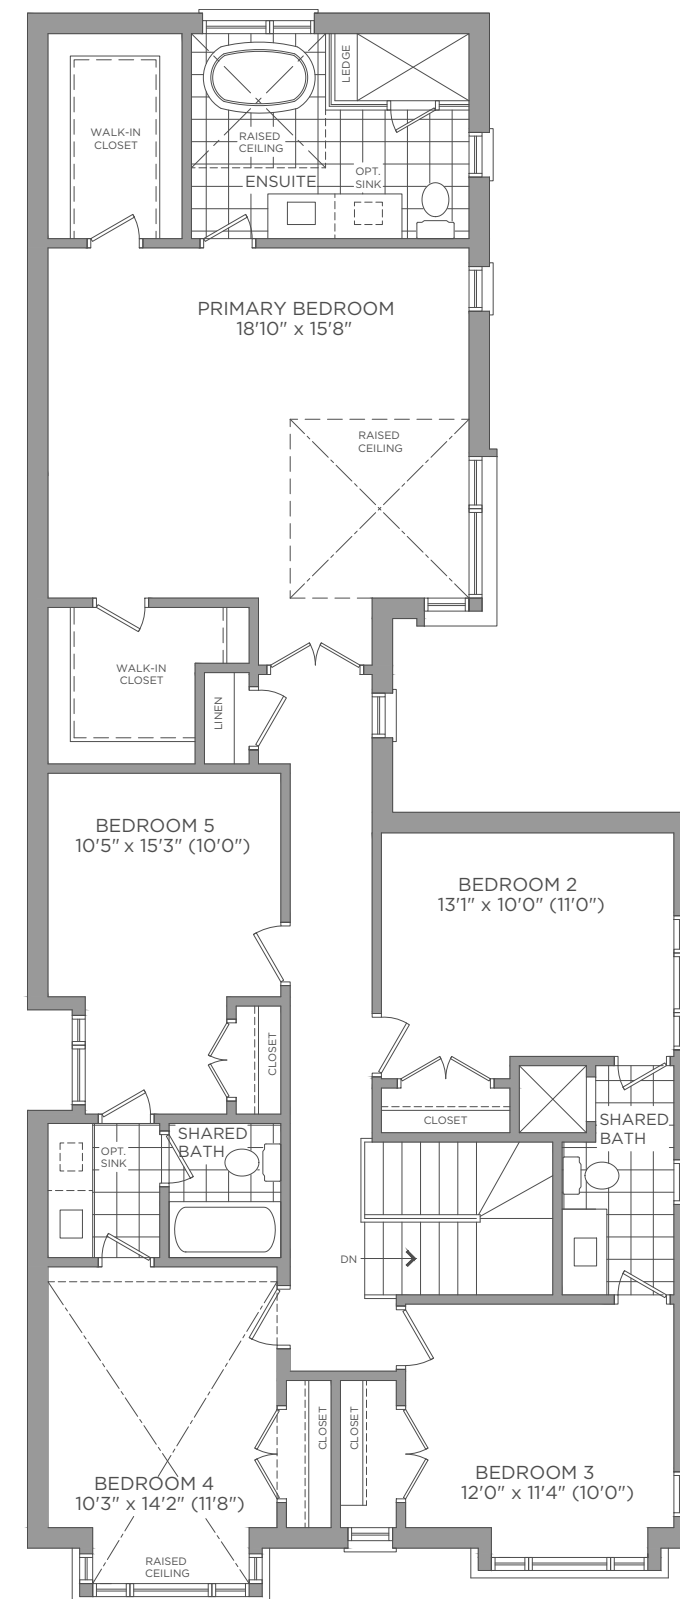 LEDGE
WALK-IN
CLOSET
RAISED
CEILING
OPT.
SINK
ENSUITE
PRIMARY BEDROOM
18'10" x 15'8"
RAISED
CEILING
WALK-IN
CLOSET
LINEN
BEDROOM 5
10'5" x 15'3" (10'0")
BEDROOM 2
13'1" x 10'0" (11'0")
CLOSET
CLOSET
SHARED
BATH
SHARED
BATH
OPT.
SINK
DN
CLOSET
CLOSET
BEDROOM 4
10'3" x 14'2" (11'8")
BEDROOM 3
12'0" x 11'4" (10'0")
RAISED
CEILING